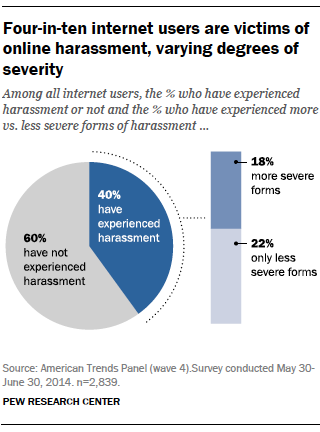 Four-in-ten internet users are victims of
online harassment, varying degrees of
severity
Among all internet users, the % who have experienced
harassment or not and the % who have experienced more
vs. less severe forms of harassment ...
40%
have
experienced
harassment
60%
have not
experienced
harassment
18%
more severe
forms
22%
only less
severe forms
Source: American Trends Panel (wave 4).Survey conducted May 30-
June 30, 2014. n=2,839.
PEW RESEARCH CENTER